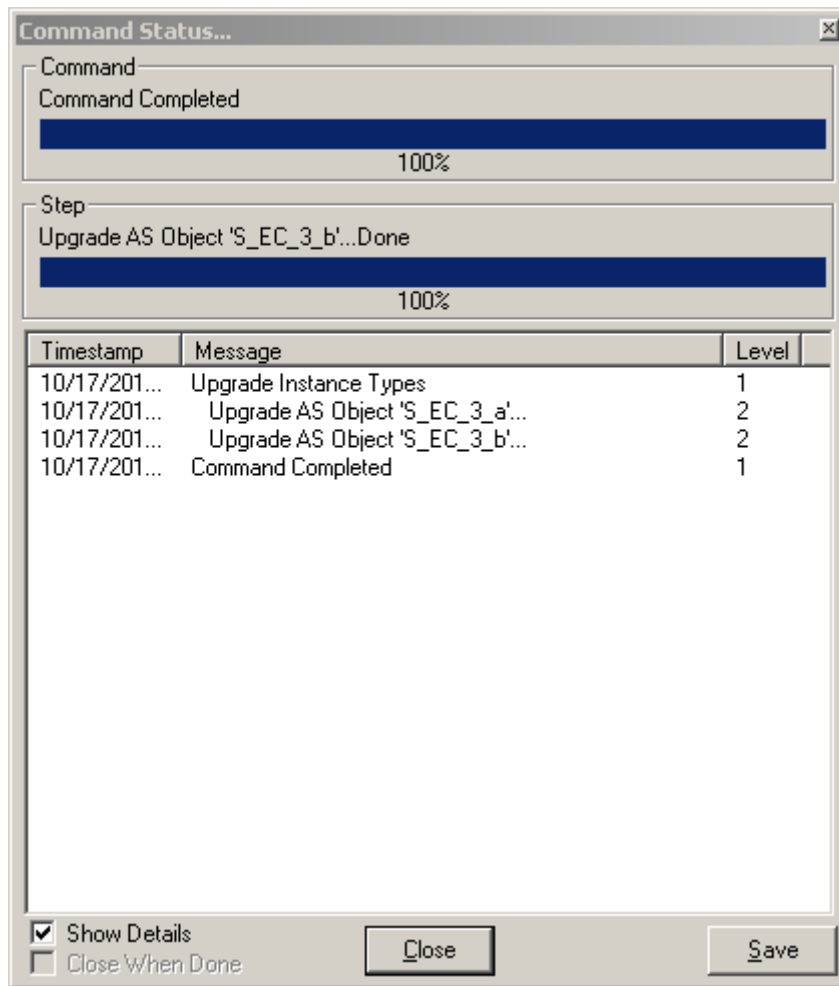 Command Status...
Command
Command Completed
100%
Step
Upgrade AS Object 'S_EC_3_b'...Done
100%
Timestamp Message Level
10/17/201... Upgrade Instance Types 1
10/17/201... Upgrade AS Object 'S_EC_3_a'... 2
10/17/201... Upgrade AS Object 'S_EC_3_b'... 2
10/17/201... Command Completed 1
Show Details
Close When Done
Close
Save